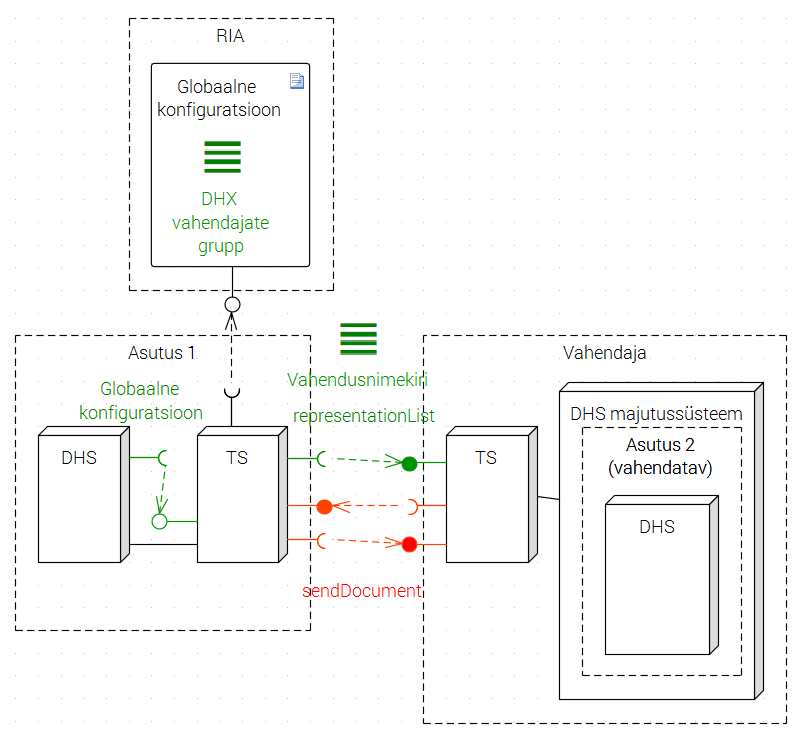 RIA
Globaalne
konfiguratsioon
DHX
vahendajate
grupp
Asutus 1
Globaalne
konfiguratsioon
DHS
TS
Vahendusnimekiri
representationList
sendDocument
Vahendaja
TS
DHS majutussüsteem
Asutus 2
(vahendatav)
DHS